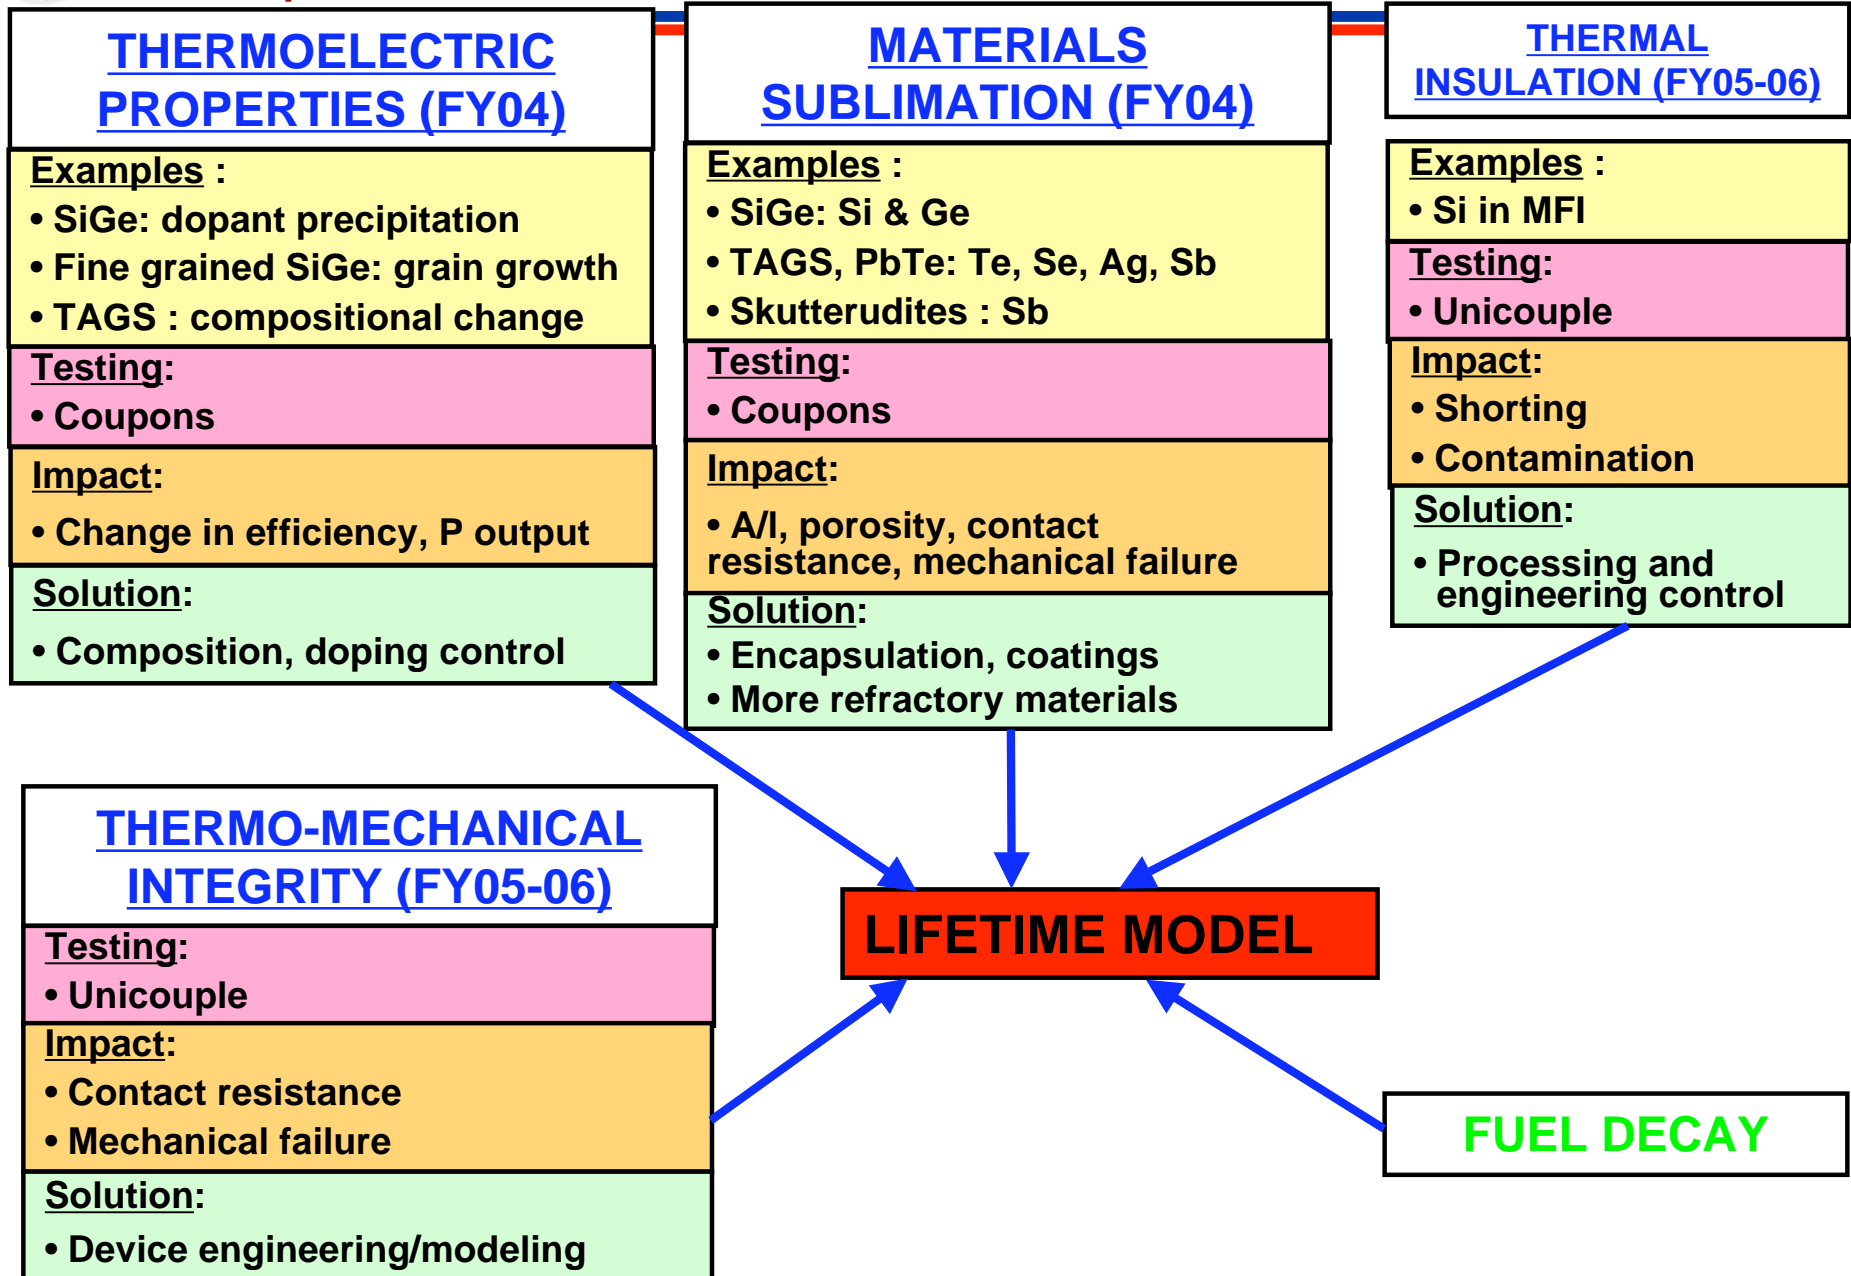 THERMOELECTRIC
PROPERTIES (FY04)
Examples :
• SiGe: dopant precipitation
• Fine grained SiGe: grain growth
• TAGS : compositional change
Testing:
• Coupons
Impact:
• Change in efficiency, P output
Solution:
• Composition, doping control
MATERIALS
SUBLIMATION (FY04)
Examples :
• SiGe: Si & Ge
• TAGS, PbTe: Te, Se, Ag, Sb
• Skutterudites : Sb
Testing:
• Coupons
Impact:
• A/l, porosity, contact
resistance, mechanical failure
Solution:
• Encapsulation, coatings
• More refractory materials
THERMAL
INSULATION (FY05-06)
Examples :
• Si in MFI
Testing:
• Unicouple
Impact:
• Shorting
• Contamination
Solution:
• Processing and
engineering control
THERMO-MECHANICAL
INTEGRITY (FY05-06)
Testing:
• Unicouple
Impact:
• Contact resistance
• Mechanical failure
Solution:
• Device engineering/modeling
LIFETIME MODEL
FUEL DECAY